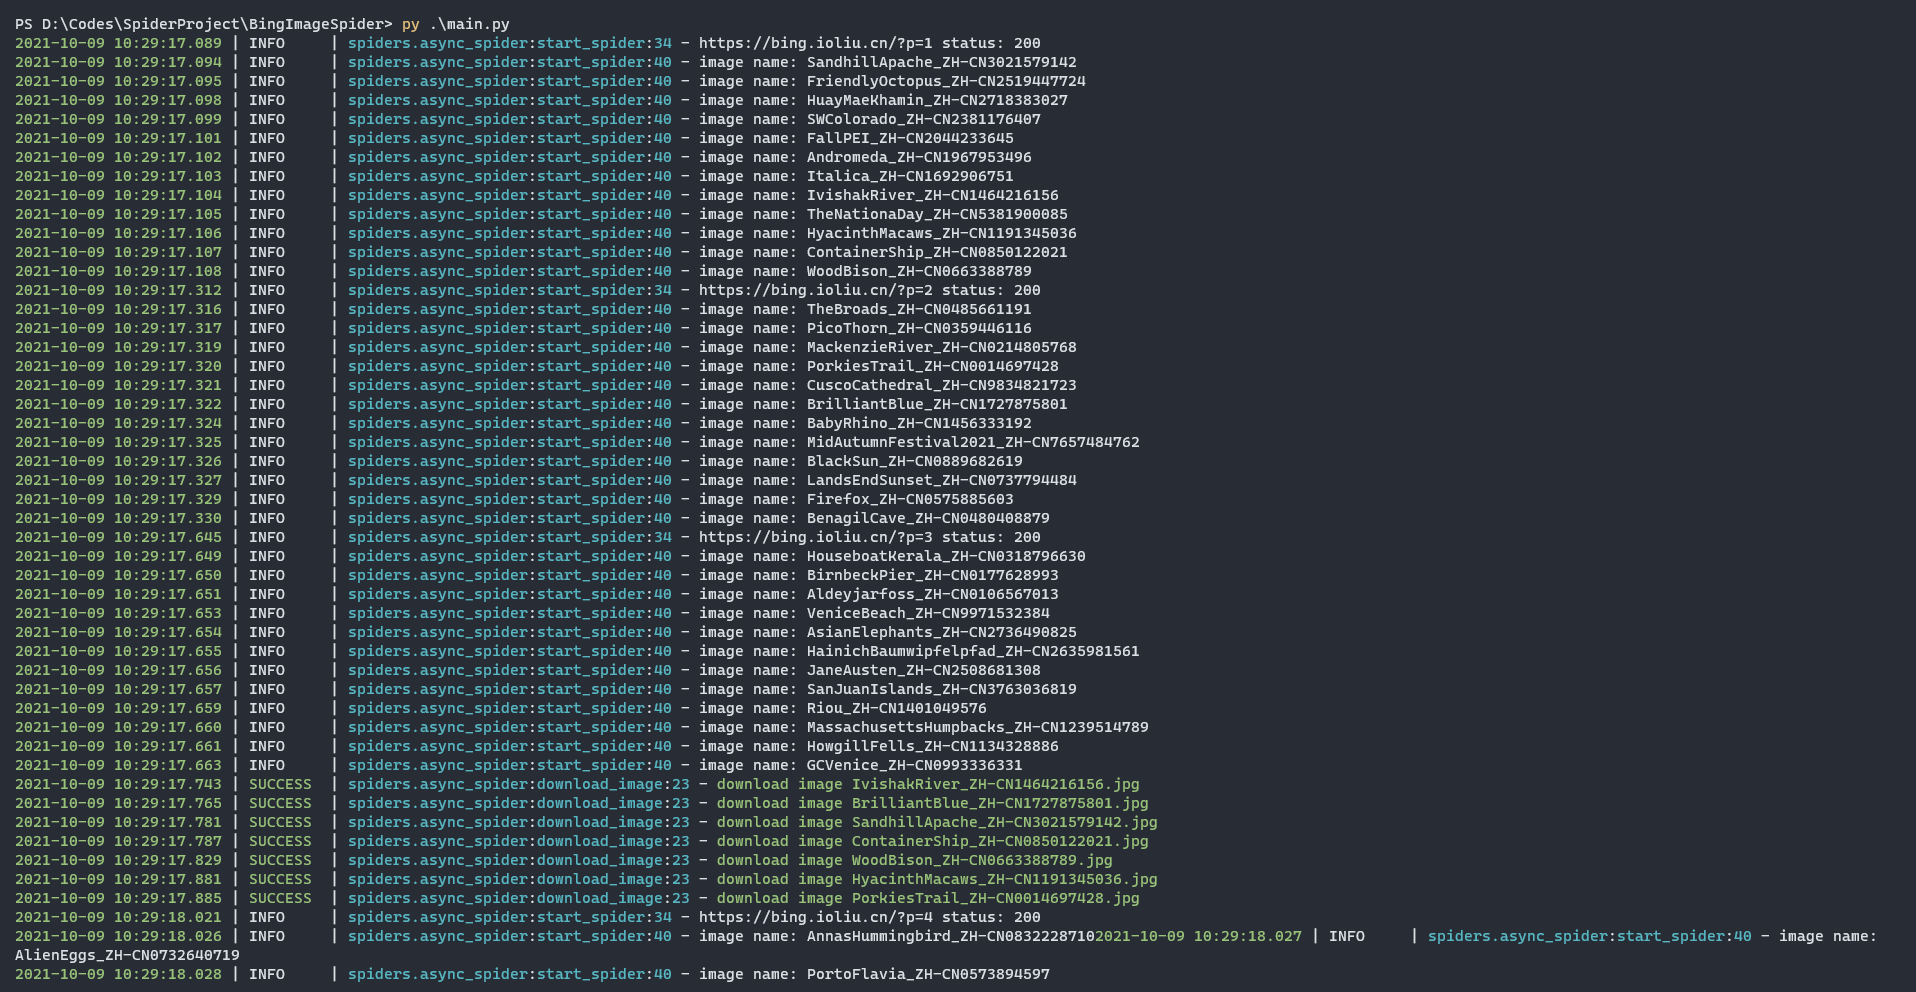 PS D:\Codes\SpiderProject\BingImageSpider> py .\main.py
2021-10-09 10:29:17.089 | INFO     | spiders.async_spider:start_spider:34 - https://bing.ioliu.cn/?p=1 status: 200
2021-10-09 10:29:17.094 | INFO     | spiders.async_spider:start_spider:40 - image name: SandhillApache_ZH-CN3021579142
2021-10-09 10:29:17.095 | INFO     | spiders.async_spider:start_spider:40 - image name: FriendlyOctopus_ZH-CN2519447724
2021-10-09 10:29:17.098 | INFO     | spiders.async_spider:start_spider:40 - image name: HuayMaeKhamin_ZH-CN2718383027
2021-10-09 10:29:17.099 | INFO     | spiders.async_spider:start_spider:40 - image name: SWColorado_ZH-CN2381176407
2021-10-09 10:29:17.101 | INFO     | spiders.async_spider:start_spider:40 - image name: FallPEI_ZH-CN2044233645
2021-10-09 10:29:17.102 | INFO     | spiders.async_spider:start_spider:40 - image name: Andromeda_ZH-CN1967953496
2021-10-09 10:29:17.103 | INFO     | spiders.async_spider:start_spider:40 - image name: Italica_ZH-CN1692906751
2021-10-09 10:29:17.104 | INFO     | spiders.async_spider:start_spider:40 - image name: IvishakRiver_ZH-CN1464216156
2021-10-09 10:29:17.105 | INFO     | spiders.async_spider:start_spider:40 - image name: TheNationaDay_ZH-CN5381900085
2021-10-09 10:29:17.106 | INFO     | spiders.async_spider:start_spider:40 - image name: HyacinthMacaws_ZH-CN1191345036
2021-10-09 10:29:17.107 | INFO     | spiders.async_spider:start_spider:40 - image name: ContainerShip_ZH-CN0850122021
2021-10-09 10:29:17.108 | INFO     | spiders.async_spider:start_spider:40 - image name: WoodBison_ZH-CN0663388789
2021-10-09 10:29:17.312 | INFO     | spiders.async_spider:start_spider:34 - https://bing.ioliu.cn/?p=2 status: 200
2021-10-09 10:29:17.316 | INFO     | spiders.async_spider:start_spider:40 - image name: TheBroads_ZH-CN0485661191
2021-10-09 10:29:17.317 | INFO     | spiders.async_spider:start_spider:40 - image name: PicoThorn_ZH-CN0359446116
2021-10-09 10:29:17.319 | INFO     | spiders.async_spider:start_spider:40 - image name: MackenzieRiver_ZH-CN0214805768
2021-10-09 10:29:17.320 | INFO     | spiders.async_spider:start_spider:40 - image name: PorkiesTrail_ZH-CN0014697428
2021-10-09 10:29:17.321 | INFO     | spiders.async_spider:start_spider:40 - image name: CuscoCathedral_ZH-CN9834821723
2021-10-09 10:29:17.322 | INFO     | spiders.async_spider:start_spider:40 - image name: BrilliantBlue_ZH-CN1727875801
2021-10-09 10:29:17.324 | INFO     | spiders.async_spider:start_spider:40 - image name: BabyRhino_ZH-CN1456333192
2021-10-09 10:29:17.325 | INFO     | spiders.async_spider:start_spider:40 - image name: MidAutumnFestival2021_ZH-CN7657484762
2021-10-09 10:29:17.326 | INFO     | spiders.async_spider:start_spider:40 - image name: BlackSun_ZH-CN0889682619
2021-10-09 10:29:17.327 | INFO     | spiders.async_spider:start_spider:40 - image name: LandsEndSunset_ZH-CN0737794484
2021-10-09 10:29:17.329 | INFO     | spiders.async_spider:start_spider:40 - image name: Firefox_ZH-CN0575885603
2021-10-09 10:29:17.330 | INFO     | spiders.async_spider:start_spider:40 - image name: BenagilCave_ZH-CN0480408879
2021-10-09 10:29:17.645 | INFO     | spiders.async_spider:start_spider:34 - https://bing.ioliu.cn/?p=3 status: 200
2021-10-09 10:29:17.649 | INFO     | spiders.async_spider:start_spider:40 - image name: HouseboatKerala_ZH-CN0318796630
2021-10-09 10:29:17.650 | INFO     | spiders.async_spider:start_spider:40 - image name: BirnbeckPier_ZH-CN0177628993
2021-10-09 10:29:17.651 | INFO     | spiders.async_spider:start_spider:40 - image name: Aldeyjarfoss_ZH-CN0106567013
2021-10-09 10:29:17.653 | INFO     | spiders.async_spider:start_spider:40 - image name: VeniceBeach_ZH-CN9971532384
2021-10-09 10:29:17.654 | INFO     | spiders.async_spider:start_spider:40 - image name: AsianElephants_ZH-CN2736490825
2021-10-09 10:29:17.655 | INFO     | spiders.async_spider:start_spider:40 - image name: HainichBaumwipfelpfad_ZH-CN2635981561
2021-10-09 10:29:17.656 | INFO     | spiders.async_spider:start_spider:40 - image name: JaneAusten_ZH-CN2508681308
2021-10-09 10:29:17.657 | INFO     | spiders.async_spider:start_spider:40 - image name: SanJuanIslands_ZH-CN3763036819
2021-10-09 10:29:17.659 | INFO     | spiders.async_spider:start_spider:40 - image name: Riou_ZH-CN1401049576
2021-10-09 10:29:17.660 | INFO     | spiders.async_spider:start_spider:40 - image name: MassachusettsHumpbacks_ZH-CN1239514789
2021-10-09 10:29:17.661 | INFO     | spiders.async_spider:start_spider:40 - image name: HowgillFells_ZH-CN1134328886
2021-10-09 10:29:17.663 | INFO     | spiders.async_spider:start_spider:40 - image name: GCVenice_ZH-CN0993336331
2021-10-09 10:29:17.743 | SUCCESS  | spiders.async_spider:download_image:23 - download image IvishakRiver_ZH-CN1464216156.jpg
2021-10-09 10:29:17.765 | SUCCESS  | spiders.async_spider:download_image:23 - download image BrilliantBlue_ZH-CN1727875801.jpg
2021-10-09 10:29:17.781 | SUCCESS  | spiders.async_spider:download_image:23 - download image SandhillApache_ZH-CN3021579142.jpg
2021-10-09 10:29:17.787 | SUCCESS  | spiders.async_spider:download_image:23 - download image ContainerShip_ZH-CN0850122021.jpg
2021-10-09 10:29:17.829 | SUCCESS  | spiders.async_spider:download_image:23 - download image WoodBison_ZH-CN0663388789.jpg
2021-10-09 10:29:17.881 | SUCCESS  | spiders.async_spider:download_image:23 - download image HyacinthMacaws_ZH-CN1191345036.jpg
2021-10-09 10:29:17.885 | SUCCESS  | spiders.async_spider:download_image:23 - download image PorkiesTrail_ZH-CN0014697428.jpg
2021-10-09 10:29:18.021 | INFO     | spiders.async_spider:start_spider:34 - https://bing.ioliu.cn/?p=4 status: 200
2021-10-09 10:29:18.026 | INFO     | spiders.async_spider:start_spider:40 - image name: AnnasHummingbird_ZH-CN08322287102021-10-09 10:29:18.027 | INFO     | spiders.async_spider:start_spider:40 - image name:
AlienEggs_ZH-CN0732640719
2021-10-09 10:29:18.028 | INFO     | spiders.async_spider:start_spider:40 - image name: PortoFlavia_ZH-CN0573894597